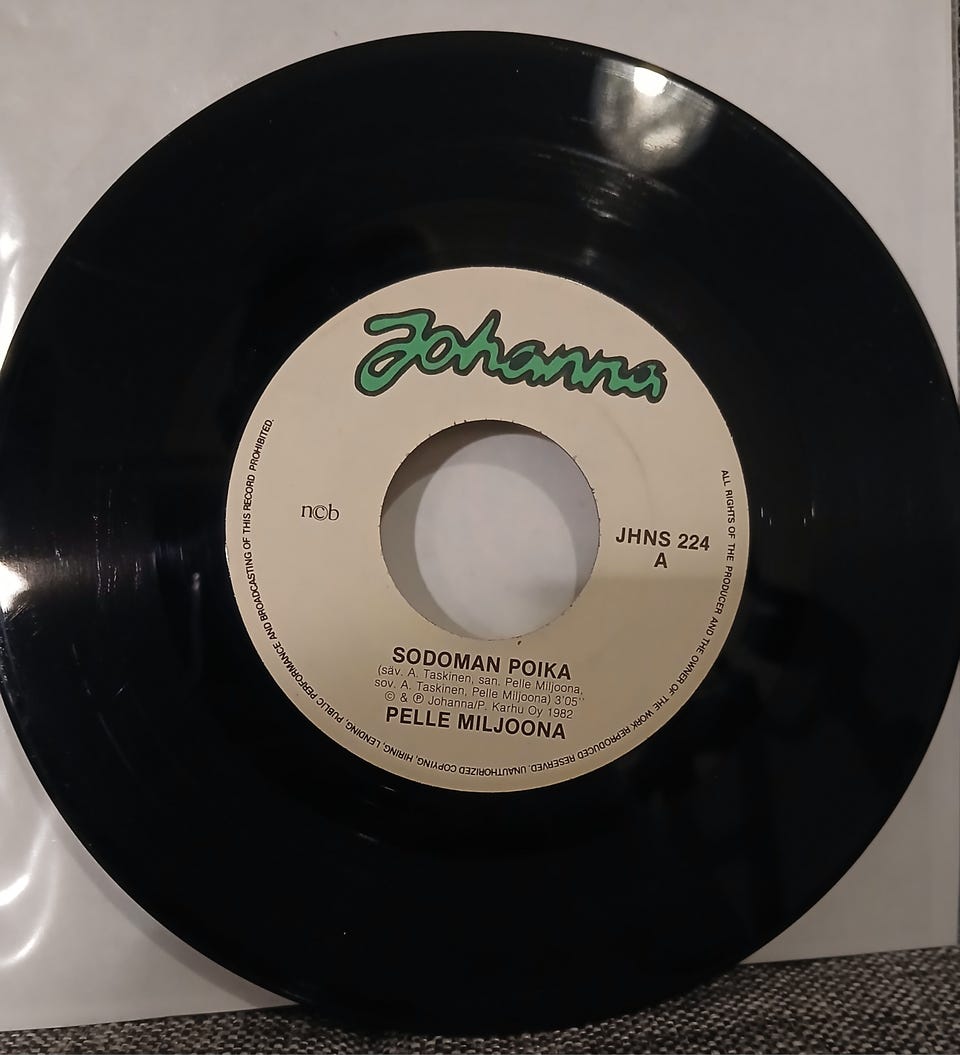 Johanna
n©b
JHNS 224
A
SODOMAN POIKA
(säv. A. Taskinen, san. Pelle Miljoona,
sov. A. Taskinen, Pelle Miljoona) 3'05"
© & ℗ Johanna/P. Karhu Oy 1982
PELLE MILJOONA
ALL RIGHTS OF THE PRODUCER AND THE OWNER OF THE WORK REPRODUCED RESERVED. UNAUTHORIZED COPYING, HIRING, LENDING, PUBLIC PERFORMANCE AND BROADCASTING OF THIS RECORD PROHIBITED.